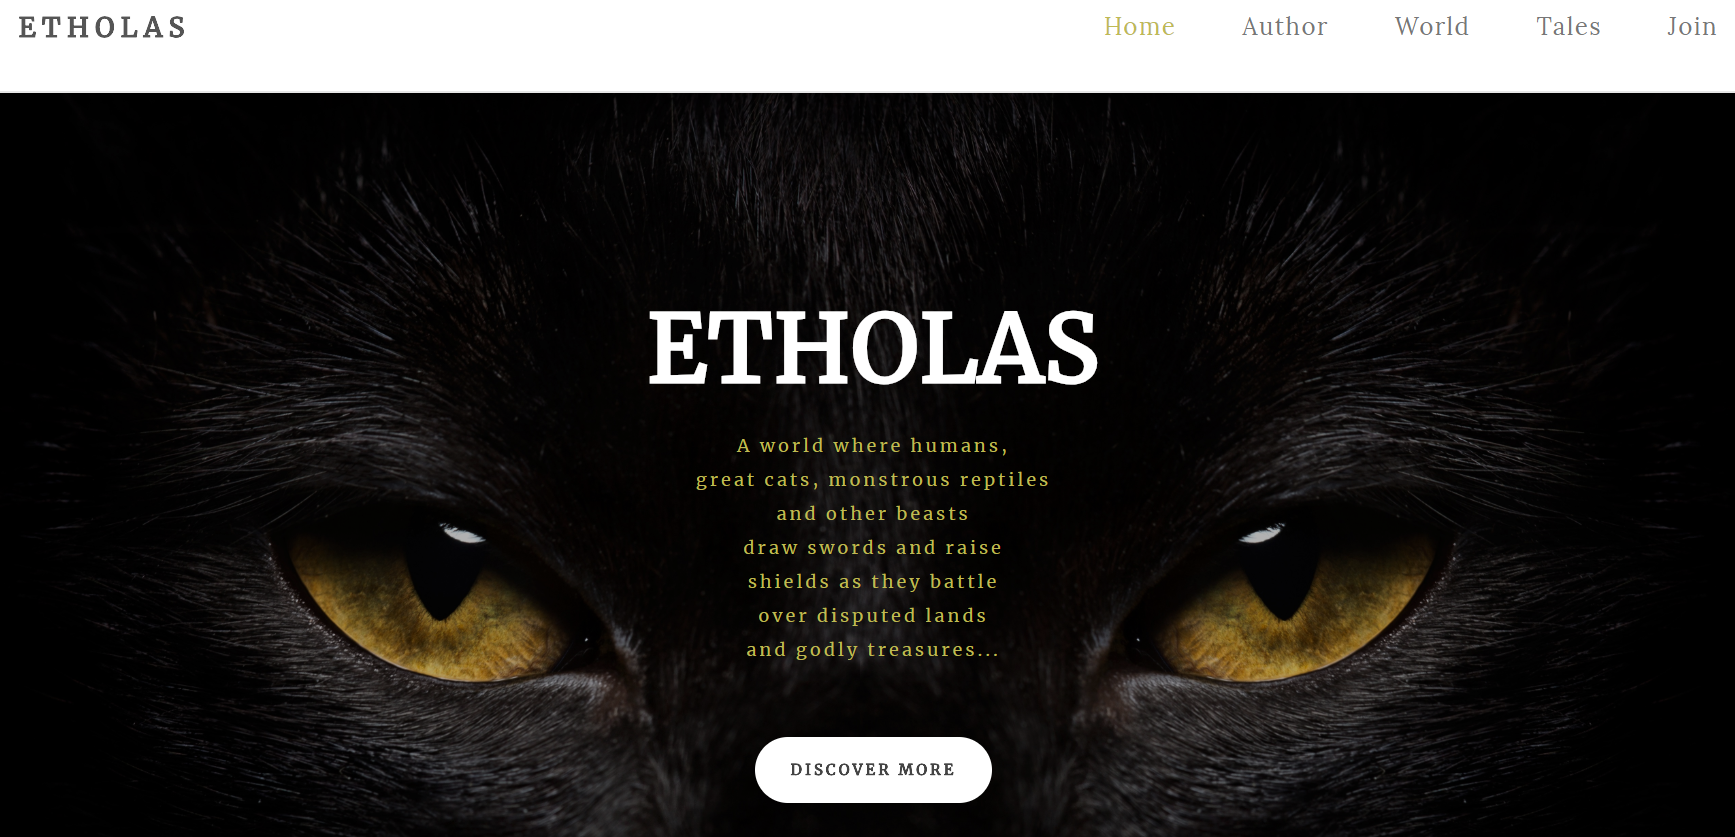 ETHOLAS
Home Author World Tales Join
ETHOLAS
A world where humans,
great cats, monstrous reptiles
and other beasts
draw swords and raise
shields as they battle
over disputed lands
and godly treasures...
DISCOVER MORE